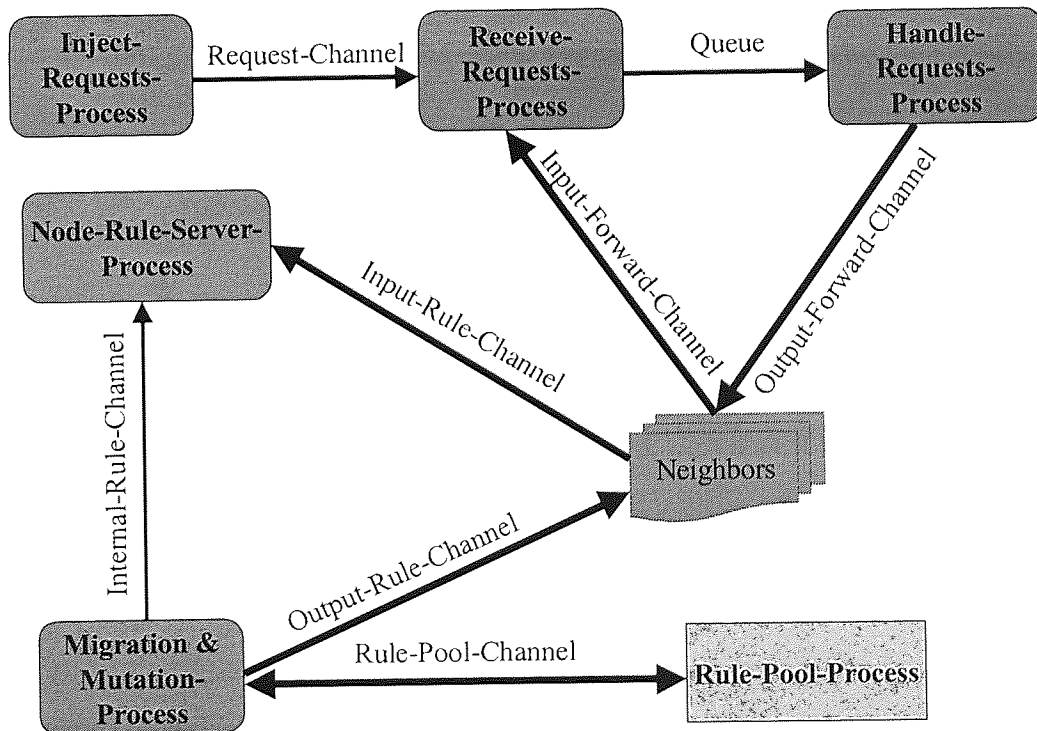 Inject-
Requests-
Process
Request-Channel
Receive-
Requests-
Process
Queue
Handle-
Requests-
Process
Input-Forward-Channel
Output-Forward-Channel
Node-Rule-Server-
Process
Input-Rule-Channel
Neighbors
Internal-Rule-Channel
Output-Rule-Channel
Migration &
Mutation-
Process
Rule-Pool-Channel
Rule-Pool-Process